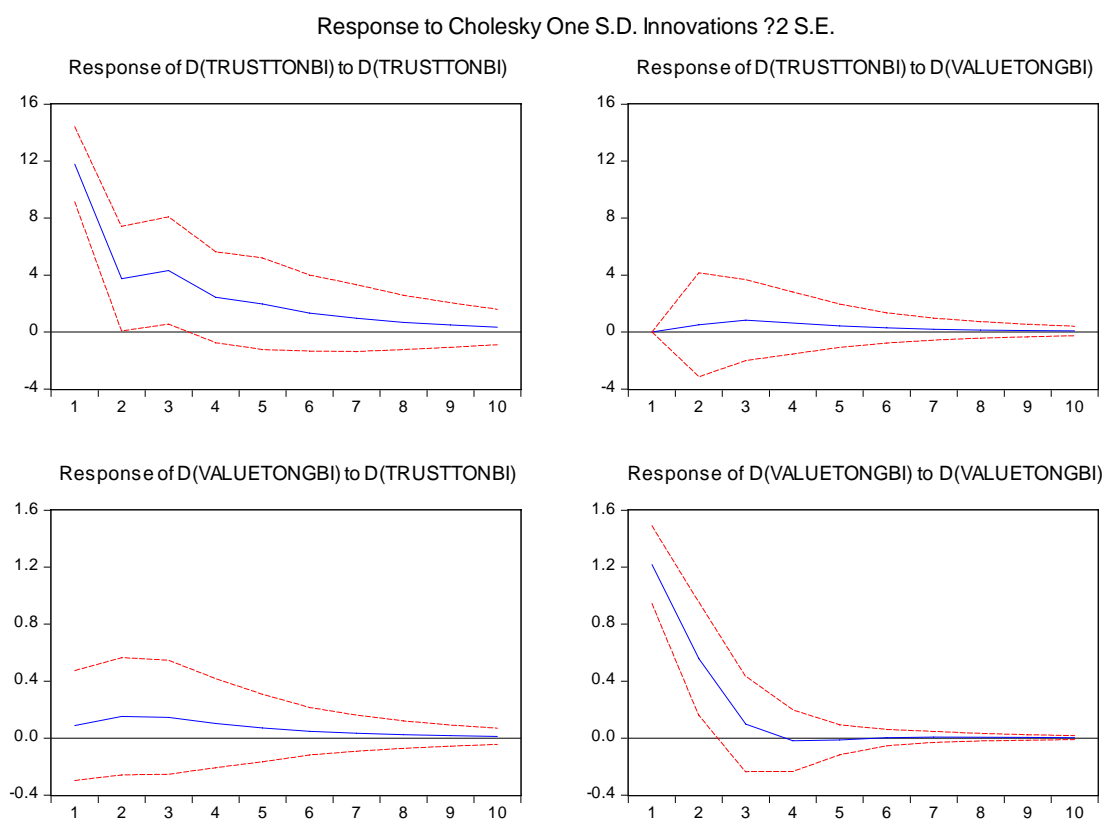 Response to Cholesky One S.D. Innovations ?2 S.E.
Response of D(TRUSTTONBI) to D(TRUSTTONBI)
16
12
8
4
0
-4
1 2 3 4 5 6 7 8 9 10
Response of D(TRUSTTONBI) to D(VALUETONGBI)
16
12
8
4
0
-4
1 2 3 4 5 6 7 8 9 10
Response of D(VALUETONGBI) to D(TRUSTTONBI)
1.6
1.2
0.8
0.4
0.0
-0.4
1 2 3 4 5 6 7 8 9 10
Response of D(VALUETONGBI) to D(VALUETONGBI)
1.6
1.2
0.8
0.4
0.0
-0.4
1 2 3 4 5 6 7 8 9 10